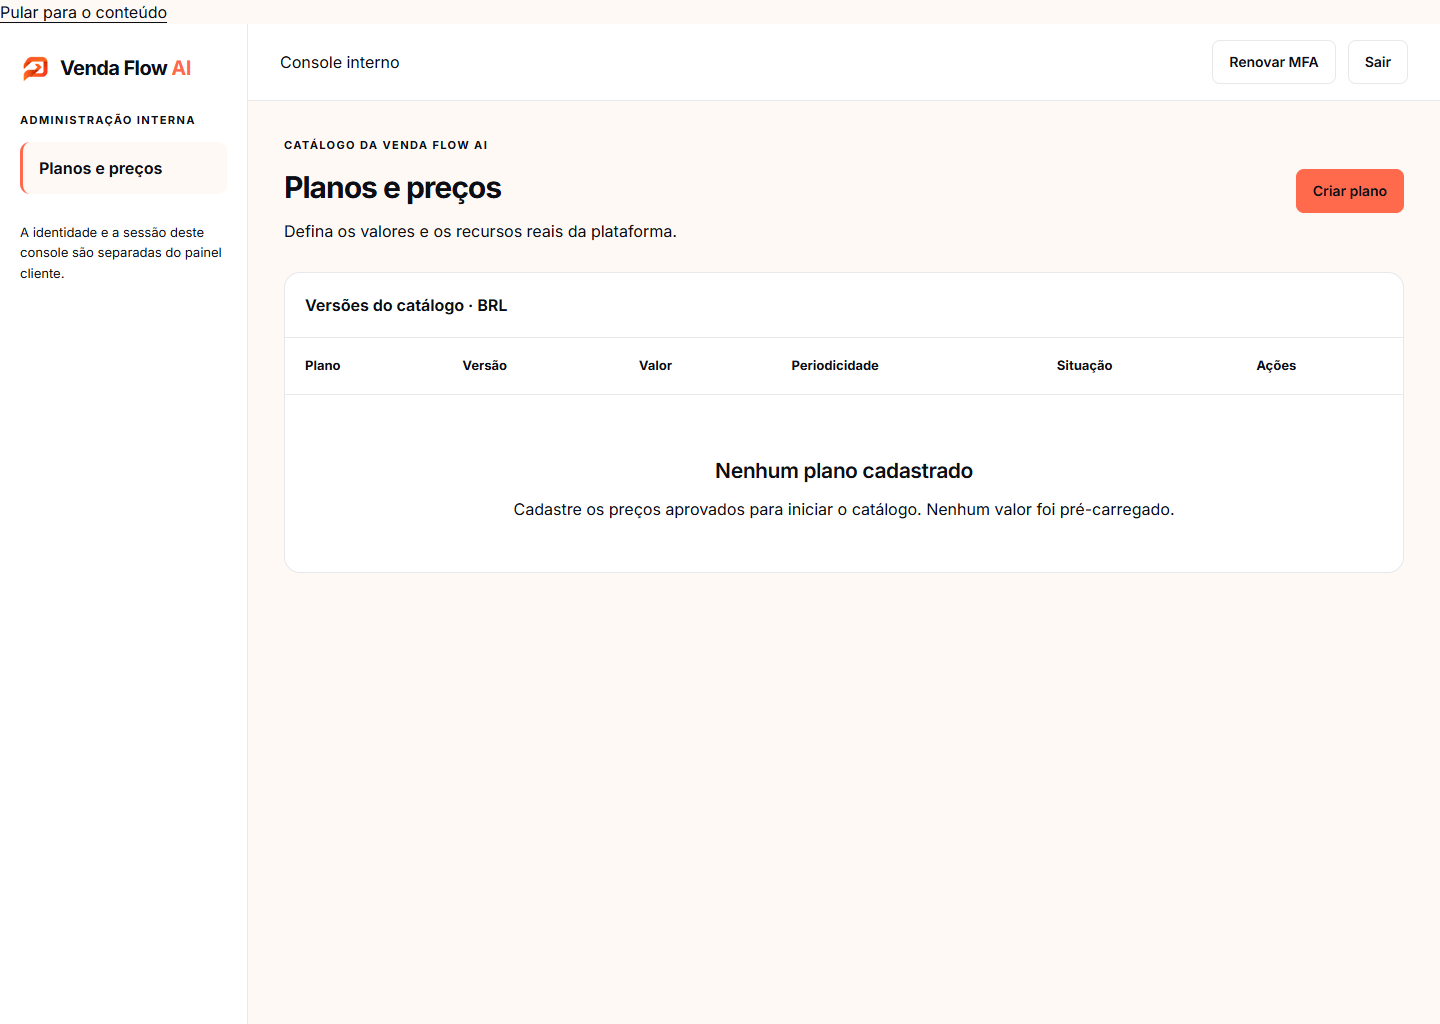 Pular para o conteúdo
Venda Flow AI
ADMINISTRAÇÃO INTERNA
Planos e preços
A identidade e a sessão deste
console são separadas do painel
cliente.
Console interno
Renovar MFA
Sair
CATÁLOGO DA VENDA FLOW AI
Planos e preços
Criar plano
Defina os valores e os recursos reais da plataforma.
Versões do catálogo · BRL
Plano Versão Valor Periodicidade Situação Ações
Nenhum plano cadastrado
Cadastre os preços aprovados para iniciar o catálogo. Nenhum valor foi pré-carregado.